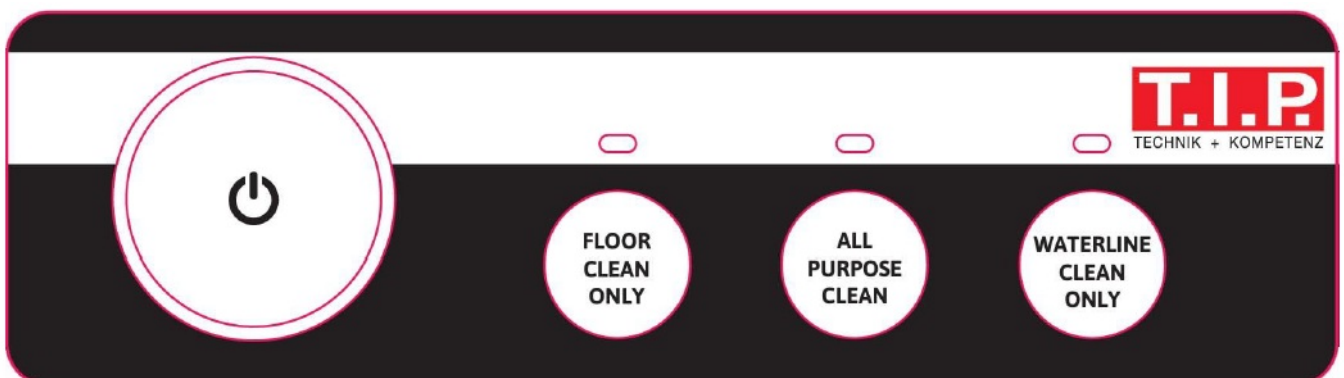 T.I.P.
TECHNIK + KOMPETENZ
FLOOR
CLEAN
ONLY
ALL
PURPOSE
CLEAN
WATERLINE
CLEAN
ONLY